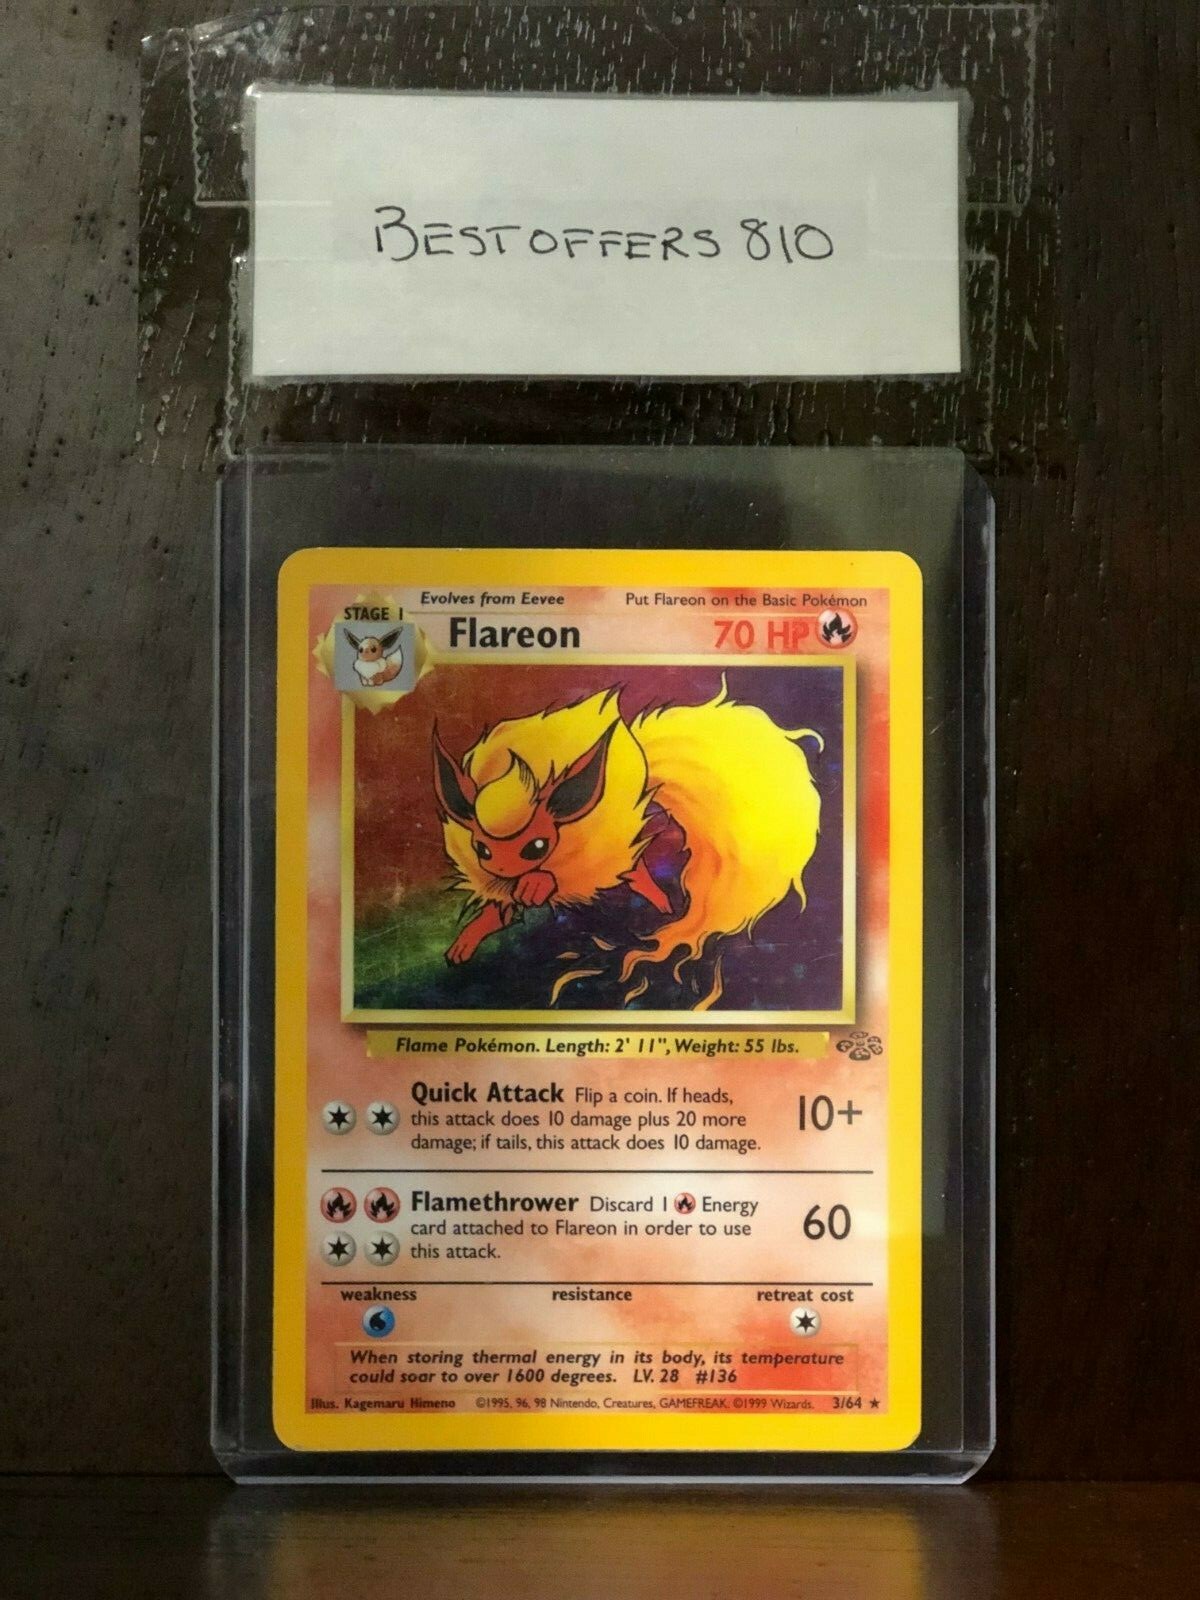 BESTOFFERS 810
Evolves from Eevee Put Flareon on the Basic Pokémon
STAGE 1
Flareon 70 HP
Flame Pokémon. Length: 2' 11", Weight: 55 lbs.
Quick Attack Flip a coin. If heads,
this attack does 10 damage plus 20 more
damage; if tails, this attack does 10 damage.
10+
Flamethrower Discard 1 Energy
card attached to Flareon in order to use
this attack.
60
weakness resistance retreat cost
When storing thermal energy in its body, its temperature
could soar to over 1600 degrees. LV. 28 #136
Illus. Kagemaru Himeno ©1995, 96, 98 Nintendo, Creatures, GAMEFREAK. ©1999 Wizards. 3/64 ★